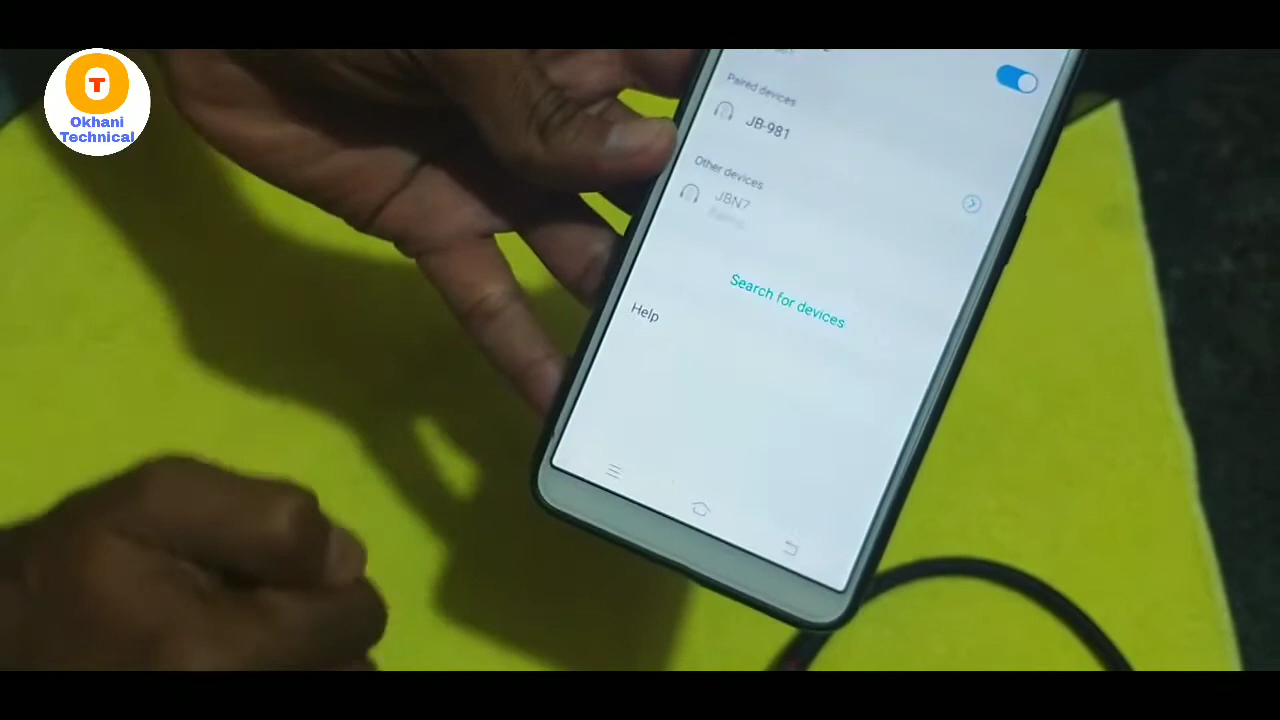 T
Okhani
Technical
Paired devices
JB-981
Other devices
JBN7
Search for devices
Help